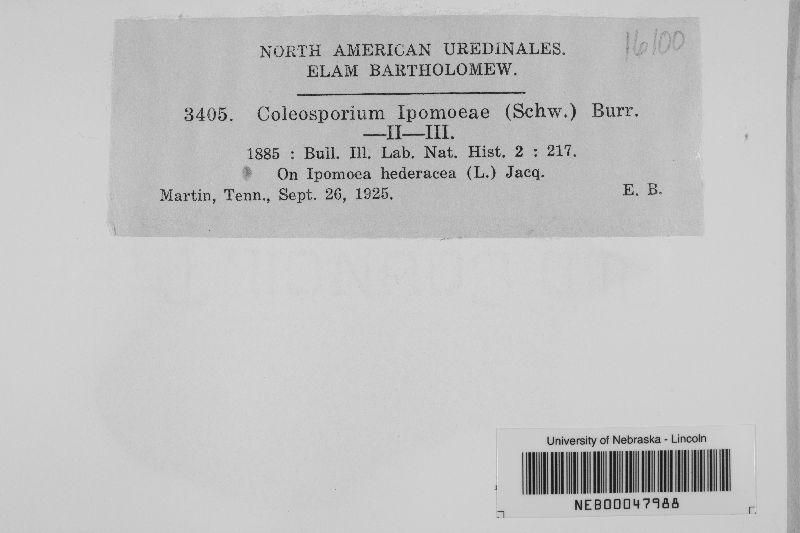 16100
NORTH AMERICAN UREDINALES.
ELAM BARTHOLOMEW.
3405. Coleosporium Ipomoeae (Schw.) Burr.
—II—III.
1885 : Bull. Ill. Lab. Nat. Hist. 2 : 217.
On Ipomoea hederacea (L.) Jacq.
Martin, Tenn., Sept. 26, 1925. E. B.
University of Nebraska - Lincoln
NEB00047988